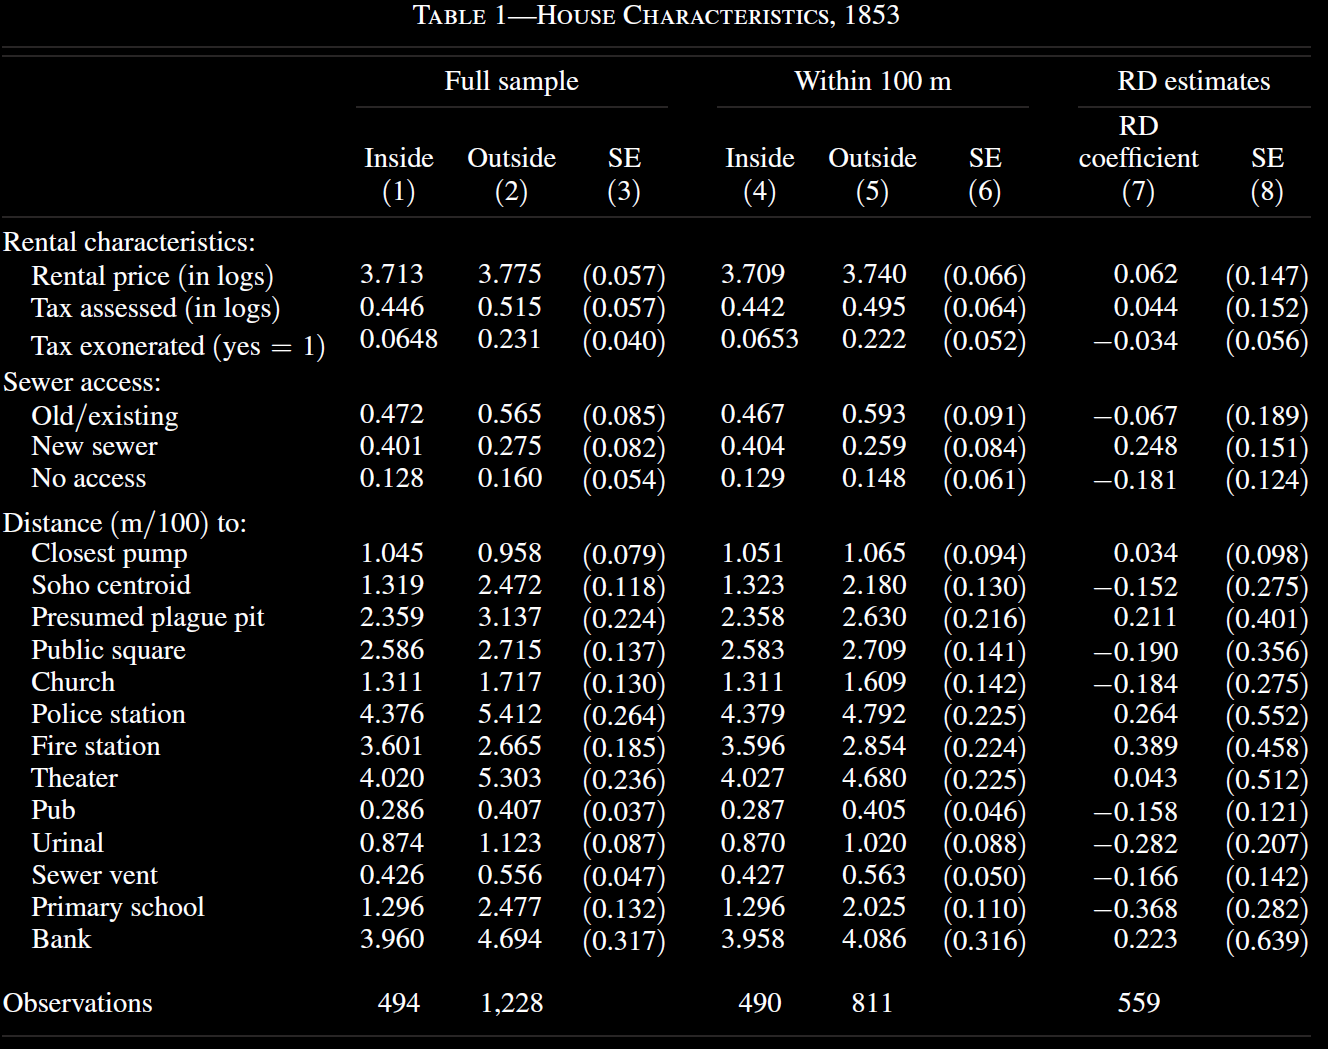 TABLE 1—HOUSE CHARACTERISTICS, 1853
Full sample Within 100 m RD estimates
Inside Outside SE Inside Outside SE RD coefficient SE
(1) (2) (3) (4) (5) (6) (7) (8)
Rental characteristics:
Rental price (in logs) 3.713 3.775 (0.057) 3.709 3.740 (0.066) 0.062 (0.147)
Tax assessed (in logs) 0.446 0.515 (0.057) 0.442 0.495 (0.064) 0.044 (0.152)
Tax exonerated (yes = 1) 0.0648 0.231 (0.040) 0.0653 0.222 (0.052) −0.034 (0.056)
Sewer access:
Old/existing 0.472 0.565 (0.085) 0.467 0.593 (0.091) −0.067 (0.189)
New sewer 0.401 0.275 (0.082) 0.404 0.259 (0.084) 0.248 (0.151)
No access 0.128 0.160 (0.054) 0.129 0.148 (0.061) −0.181 (0.124)
Distance (m/100) to:
Closest pump 1.045 0.958 (0.079) 1.051 1.065 (0.094) 0.034 (0.098)
Soho centroid 1.319 2.472 (0.118) 1.323 2.180 (0.130) −0.152 (0.275)
Presumed plague pit 2.359 3.137 (0.224) 2.358 2.630 (0.216) 0.211 (0.401)
Public square 2.586 2.715 (0.137) 2.583 2.709 (0.141) −0.190 (0.356)
Church 1.311 1.717 (0.130) 1.311 1.609 (0.142) −0.184 (0.275)
Police station 4.376 5.412 (0.264) 4.379 4.792 (0.225) 0.264 (0.552)
Fire station 3.601 2.665 (0.185) 3.596 2.854 (0.224) 0.389 (0.458)
Theater 4.020 5.303 (0.236) 4.027 4.680 (0.225) 0.043 (0.512)
Pub 0.286 0.407 (0.037) 0.287 0.405 (0.046) −0.158 (0.121)
Urinal 0.874 1.123 (0.087) 0.870 1.020 (0.088) −0.282 (0.207)
Sewer vent 0.426 0.556 (0.047) 0.427 0.563 (0.050) −0.166 (0.142)
Primary school 1.296 2.477 (0.132) 1.296 2.025 (0.110) −0.368 (0.282)
Bank 3.960 4.694 (0.317) 3.958 4.086 (0.316) 0.223 (0.639)
Observations 494 1,228 490 811 559